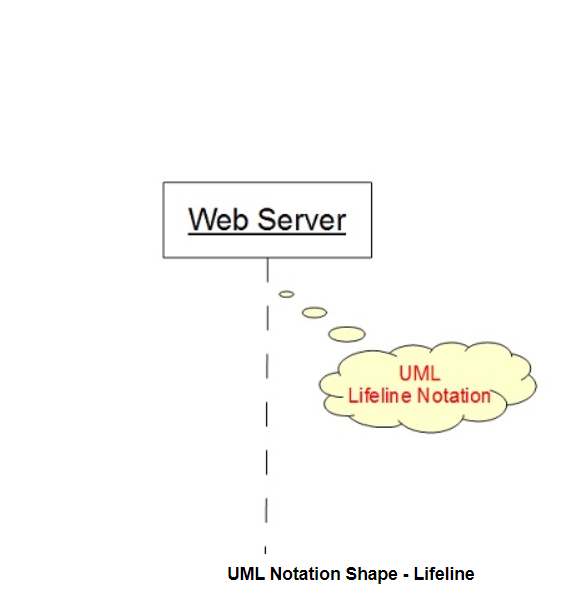 Web Server
UML
Lifeline Notation
UML Notation Shape - Lifeline